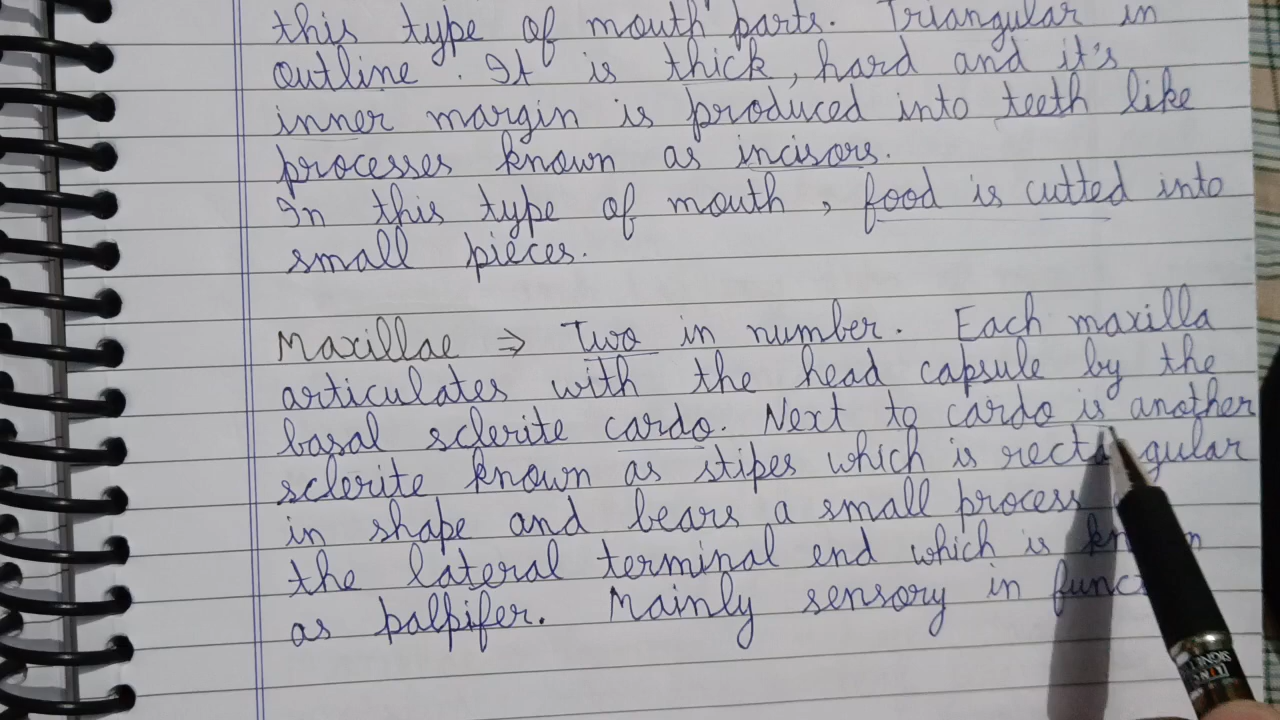 this type of mouth parts. Triangular in
outline. It is thick, hard and it's
inner margin is produced into teeth like
processes known as incisors.
In this type of mouth, food is cutted into
small pieces.
Maxillae ⇒ Two in number. Each maxilla
articulates with the head capsule by the
basal sclerite cardo. Next to cardo is another
sclerite known as stipes which is
in shape and bears a small process
the lateral terminal end which is
as palpifer. Mainly sensory in